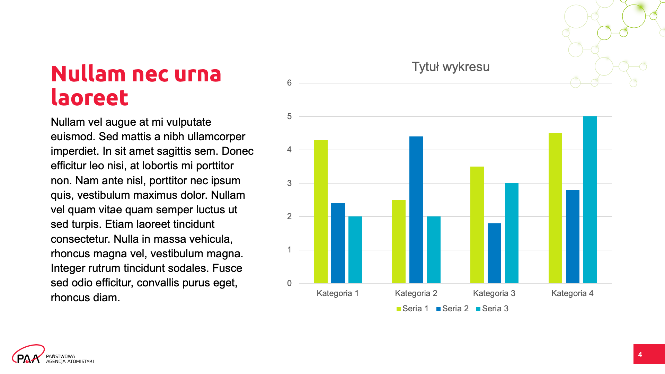 Nullam nec urna
laoreet
Nullam vel augue at mi vulputate
euismod. Sed mattis a nibh ullamcorper
imperdiet. In sit amet sagittis sem. Donec
efficitur leo nisi, at lobortis mi porttitor
non. Nam ante nisl, porttitor nec ipsum
quis, vestibulum maximus dolor. Nullam
vel quam vitae quam semper luctus ut
sed turpis. Etiam laoreet tincidunt
consectetur. Nulla in massa vehicula,
rhoncus magna vel, vestibulum magna.
Integer rutrum tincidunt sodales. Fusce
sed odio efficitur, convallis purus eget,
rhoncus diam.
Tytuł wykresu
6
5
4
3
2
1
0
Kategoria 1 Kategoria 2 Kategoria 3 Kategoria 4
Seria 1 Seria 2 Seria 3
PAA
PAŃSTWOWA
AGENCJA ATOMISTYKI
4